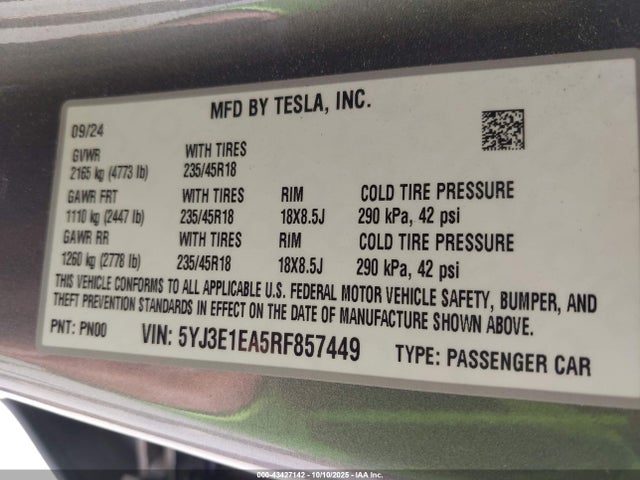 MFD BY TESLA, INC.
09/24
GVWR WITH TIRES
2165 kg (4773 lb) 235/45R18
GAWR FRT WITH TIRES RIM COLD TIRE PRESSURE
1110 kg (2447 lb) 235/45R18 18X8.5J 290 kPa, 42 psi
GAWR RR WITH TIRES RIM COLD TIRE PRESSURE
1260 kg (2778 lb) 235/45R18 18X8.5J 290 kPa, 42 psi
THIS VEHICLE CONFORMS TO ALL APPLICABLE U.S. FEDERAL MOTOR VEHICLE SAFETY, BUMPER, AND
THEFT PREVENTION STANDARDS IN EFFECT ON THE DATE OF MANUFACTURE SHOWN ABOVE.
PNT: PN00 VIN: 5YJ3E1EA5RF857449 TYPE: PASSENGER CAR
000-43427142 - 10/10/2025 - IAA Inc.